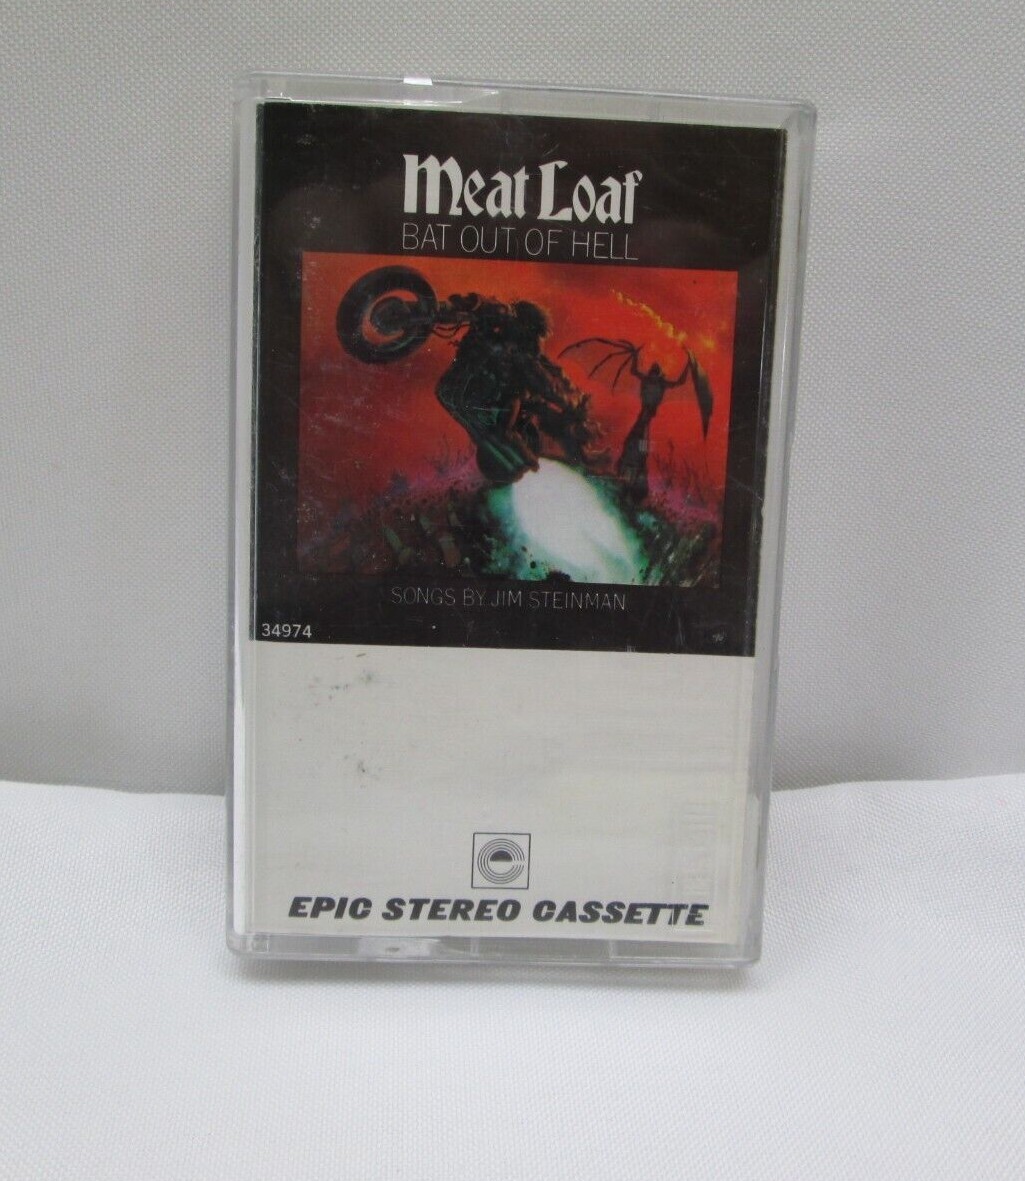 Meat Loaf
BAT OUT OF HELL
SONGS BY JIM STEINMAN
34974
EPIC STEREO CASSETTE